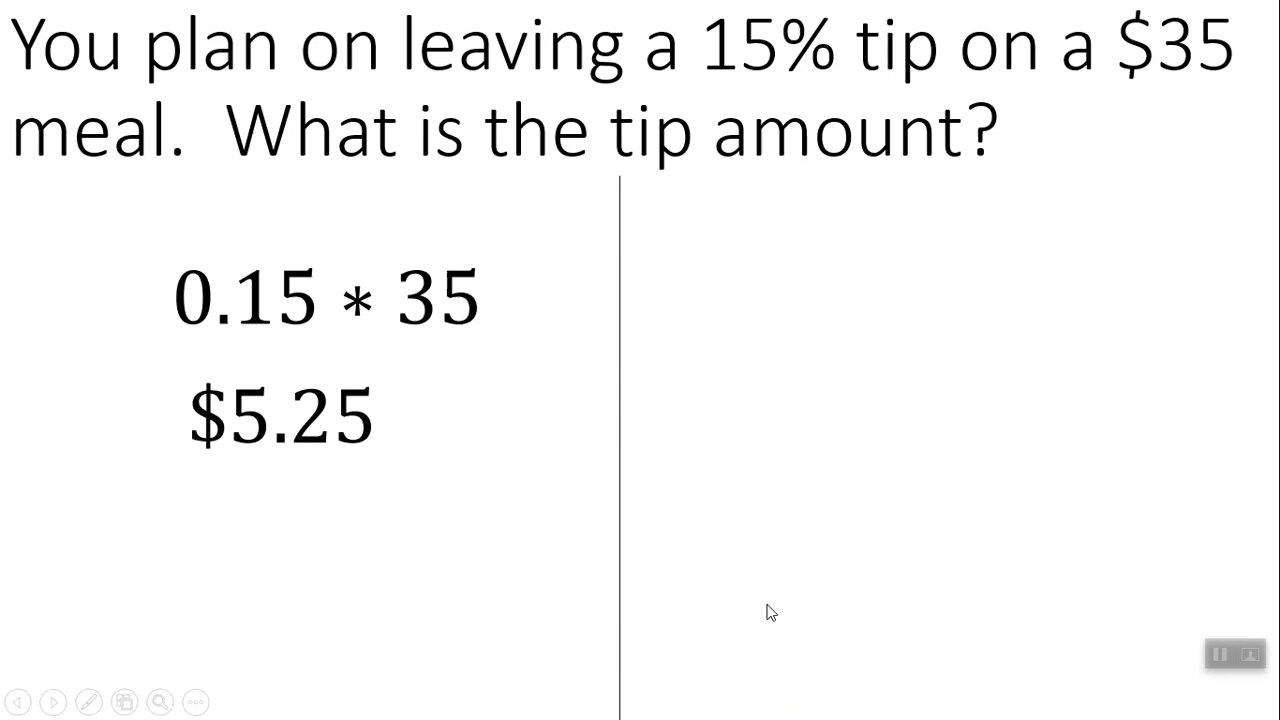 You plan on leaving a 15% tip on a $35
meal.  What is the tip amount?
0.15 * 35
$5.25